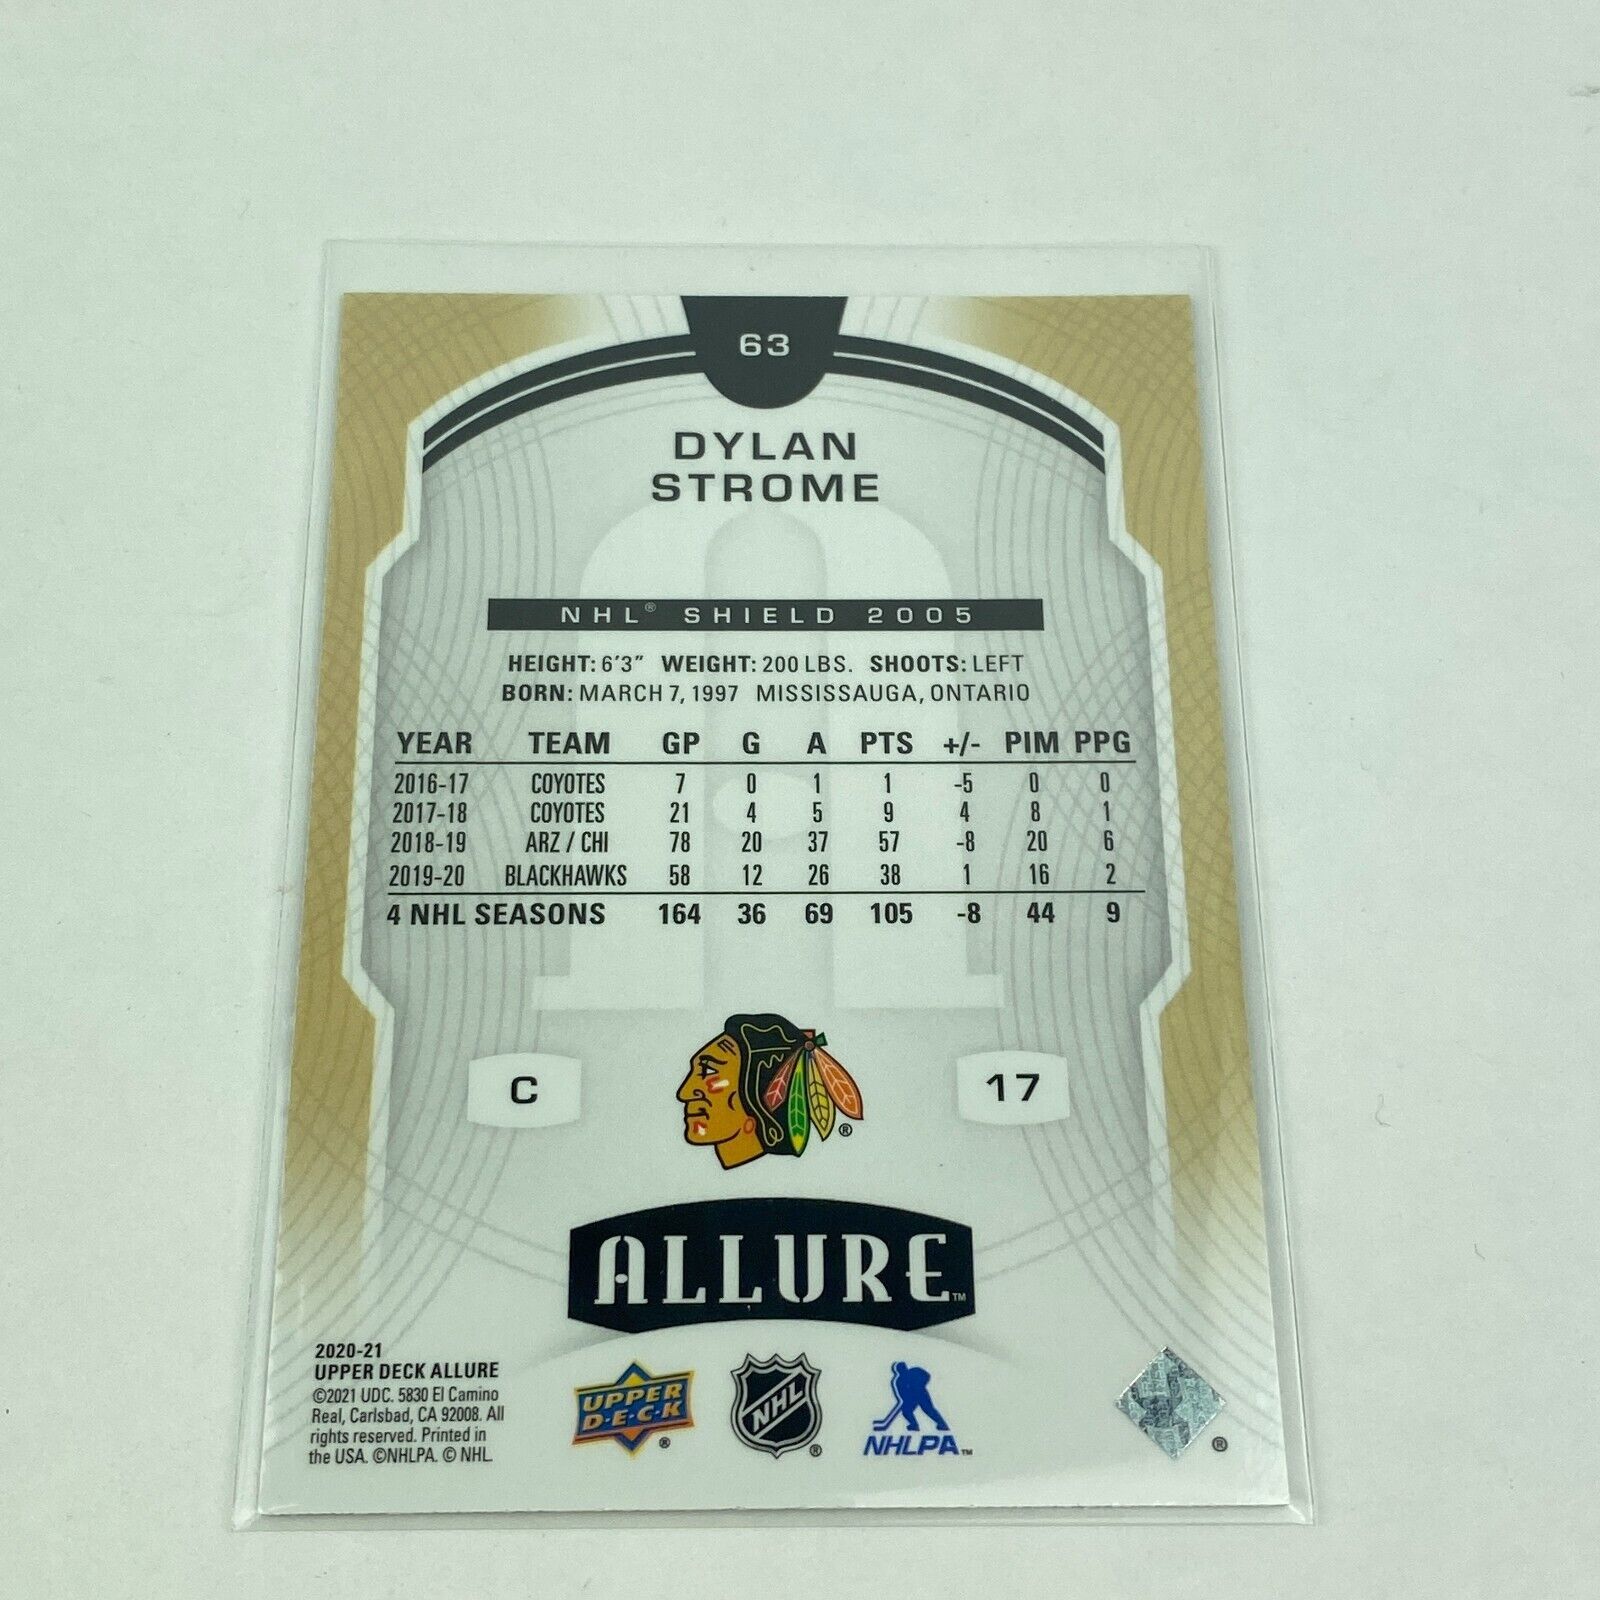 63
DYLAN
STROME
NHL® SHIELD 2005
HEIGHT: 6'3" WEIGHT: 200 LBS. SHOOTS: LEFT
BORN: MARCH 7, 1997 MISSISSAUGA, ONTARIO
YEAR TEAM GP G A PTS +/- PIM PPG
2016-17 COYOTES 7 0 1 1 -5 0 0
2017-18 COYOTES 21 4 5 9 4 8 1
2018-19 ARZ / CHI 78 20 37 57 -8 20 6
2019-20 BLACKHAWKS 58 12 26 38 1 16 2
4 NHL SEASONS 164 36 69 105 -8 44 9
C ® 17
ALLURE™
2020-21
UPPER DECK ALLURE
©2021 UDC. 5830 El Camino
Real, Carlsbad, CA 92008. All
rights reserved. Printed in
the USA. ©NHLPA. © NHL.
UPPER
D·E·C·K ®
NHL ®
NHLPA™
®